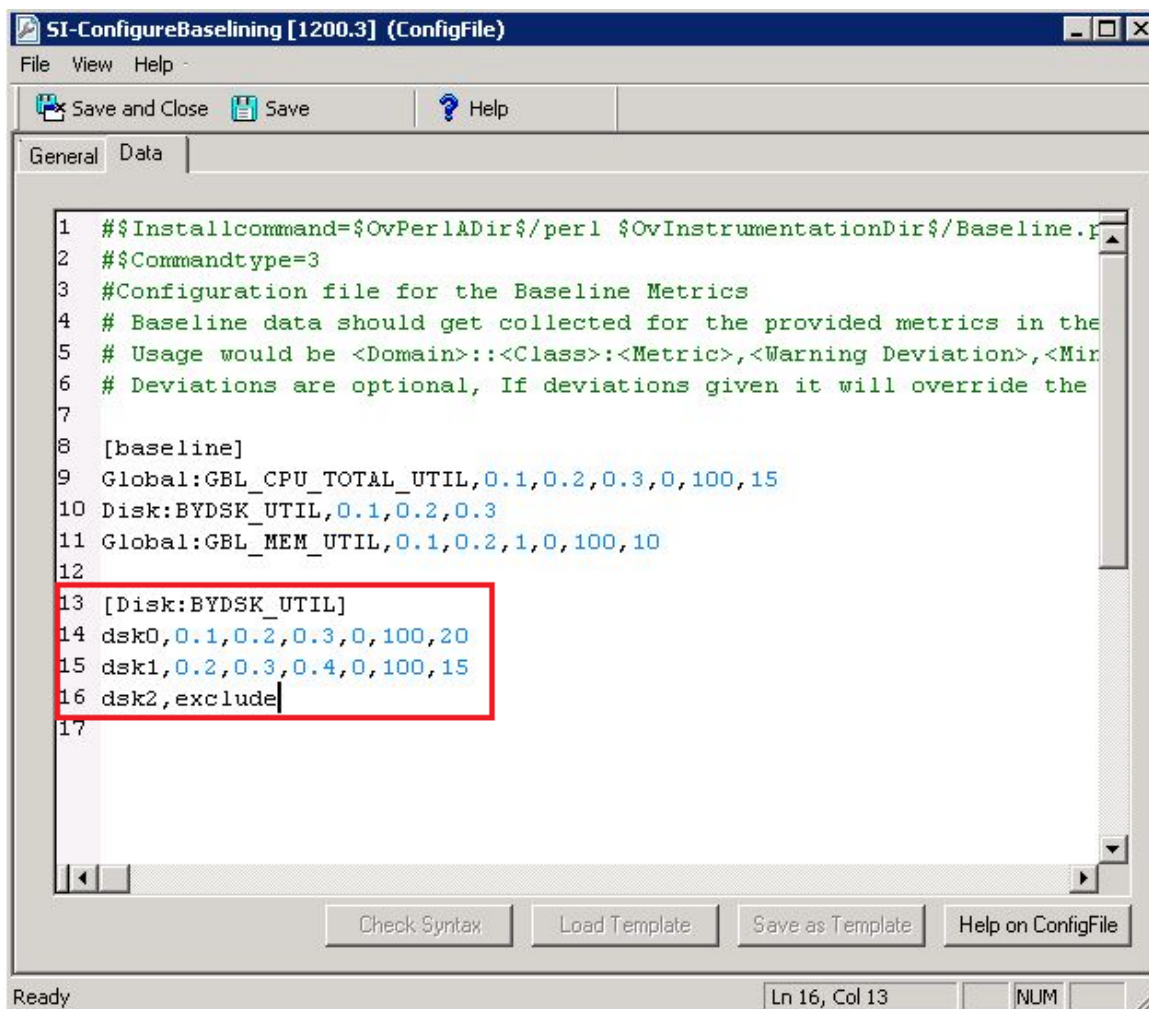 SI-ConfigureBaselining [1200.3] (ConfigFile)
File View Help
Save and Close Save Help
General Data
1 #$Installcommand=$OvPerlADir$/perl $OvInstrumentationDir$/Baseline.p
2 #$Commandtype=3
3 #Configuration file for the Baseline Metrics
4 # Baseline data should get collected for the provided metrics in the
5 # Usage would be <Domain>::<Class>:<Metric>,<Warning Deviation>,<Min
6 # Deviations are optional, If deviations given it will override the
7
8 [baseline]
9 Global:GBL_CPU_TOTAL_UTIL,0.1,0.2,0.3,0,100,15
10 Disk:BYDSK_UTIL,0.1,0.2,0.3
11 Global:GBL_MEM_UTIL,0.1,0.2,1,0,100,10
12
13 [Disk:BYDSK_UTIL]
14 dsk0,0.1,0.2,0.3,0,100,20
15 dsk1,0.2,0.3,0.4,0,100,15
16 dsk2,exclude
17
Check Syntax Load Template Save as Template Help on ConfigFile
Ready Ln 16, Col 13 NUM